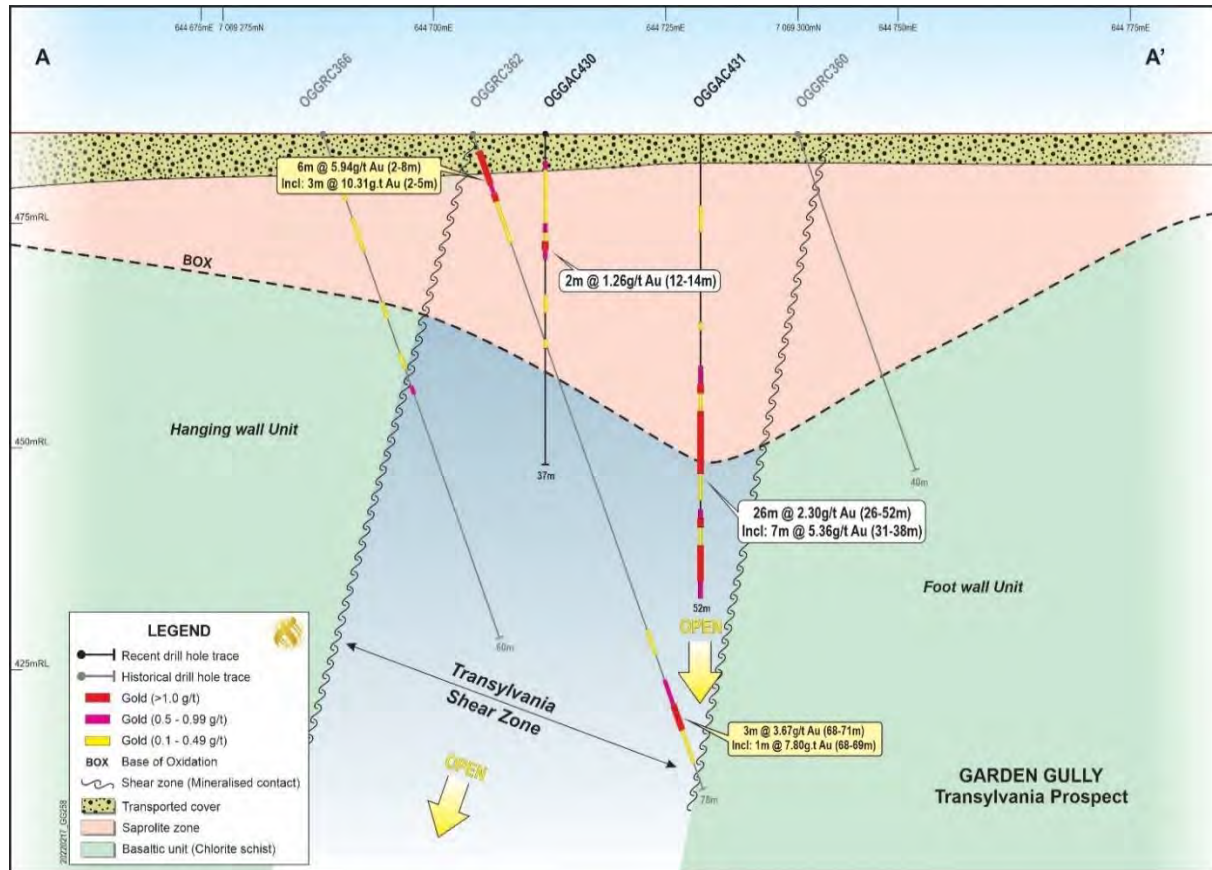 644 675mE
7 069 275mN
644 700mE
644 725mE
7 069 300mN
644 750mE
644 775mE
A
A'
OGGRC366
OGGRC362
OGGAC430
OGGAC431
OGGRC360
6m @ 5.94g/t Au (2-8m)
Incl: 3m @ 10.31g.t Au (2-5m)
475mRL
BOX
2m @ 1.26g/t Au (12-14m)
Hanging wall Unit
450mRL
37m
40m
26m @ 2.30g/t Au (26-52m)
Incl: 7m @ 5.36g/t Au (31-38m)
Foot wall Unit
52m
OPEN
60m
425mRL
Transylvania
Shear Zone
3m @ 3.67g/t Au (68-71m)
Incl: 1m @ 7.80g.t Au (68-69m)
OPEN
78m
GARDEN GULLY
Transylvania Prospect
LEGEND
Recent drill hole trace
Historical drill hole trace
Gold (>1.0 g/t)
Gold (0.5 - 0.99 g/t)
Gold (0.1 - 0.49 g/t)
BOX Base of Oxidation
Shear zone (Mineralised contact)
Transported cover
Saprolite zone
Basaltic unit (Chlorite schist)
20220217_GG258